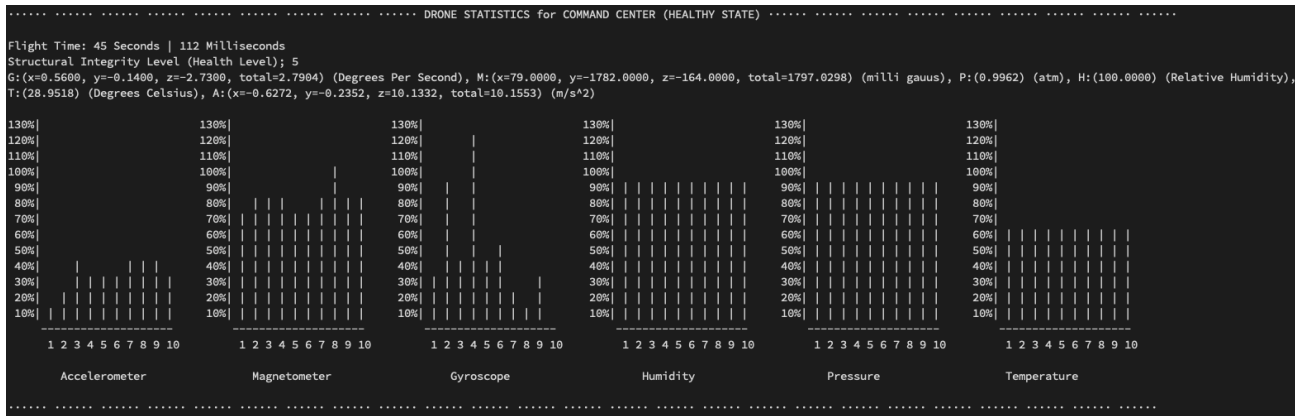 ...... ...... ...... ...... ...... ...... ...... ...... DRONE STATISTICS for COMMAND CENTER (HEALTHY STATE) ...... ...... ...... ...... ...... ...... ...... ......
Flight Time: 45 Seconds | 112 Milliseconds
Structural Integrity Level (Health Level); 5
G:(x=0.5600, y=-0.1400, z=-2.7300, total=2.7904) (Degrees Per Second), M:(x=79.0000, y=-1782.0000, z=-164.0000, total=1797.0298) (milli gauus), P:(0.9962) (atm), H:(100.0000) (Relative Humidity),
T:(28.9518) (Degrees Celsius), A:(x=-0.6272, y=-0.2352, z=10.1332, total=10.1553) (m/s^2)
130%| 130%| 130%| 130%| 130%| 130%|
120%| 120%| 120%| 120%| 120%| 120%|
110%| 110%| 110%| 110%| 110%| 110%|
100%| 100%| 100%| 100%| 100%| 100%|
90%| 90%| 90%| 90%| 90%| 90%|
80%| 80%| 80%| 80%| 80%| 80%|
70%| 70%| 70%| 70%| 70%| 70%|
60%| 60%| 60%| 60%| 60%| 60%|
50%| 50%| 50%| 50%| 50%| 50%|
40%| 40%| 40%| 40%| 40%| 40%|
30%| 30%| 30%| 30%| 30%| 30%|
20%| 20%| 20%| 20%| 20%| 20%|
10%| 10%| 10%| 10%| 10%| 10%|
1 2 3 4 5 6 7 8 9 10 1 2 3 4 5 6 7 8 9 10 1 2 3 4 5 6 7 8 9 10 1 2 3 4 5 6 7 8 9 10 1 2 3 4 5 6 7 8 9 10 1 2 3 4 5 6 7 8 9 10
Accelerometer Magnetometer Gyroscope Humidity Pressure Temperature